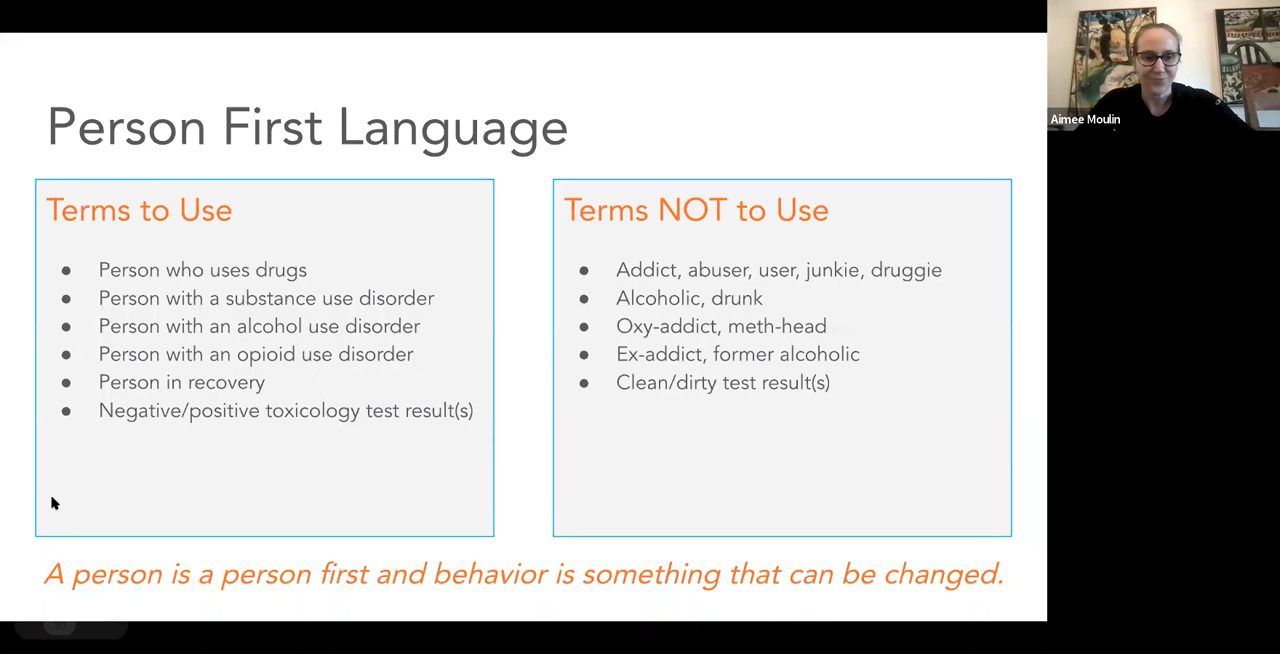 Person First Language
Terms to Use
● Person who uses drugs
● Person with a substance use disorder
● Person with an alcohol use disorder
● Person with an opioid use disorder
● Person in recovery
● Negative/positive toxicology test result(s)
Terms NOT to Use
● Addict, abuser, user, junkie, druggie
● Alcoholic, drunk
● Oxy-addict, meth-head
● Ex-addict, former alcoholic
● Clean/dirty test result(s)
A person is a person first and behavior is something that can be changed.
Aimee Moulin